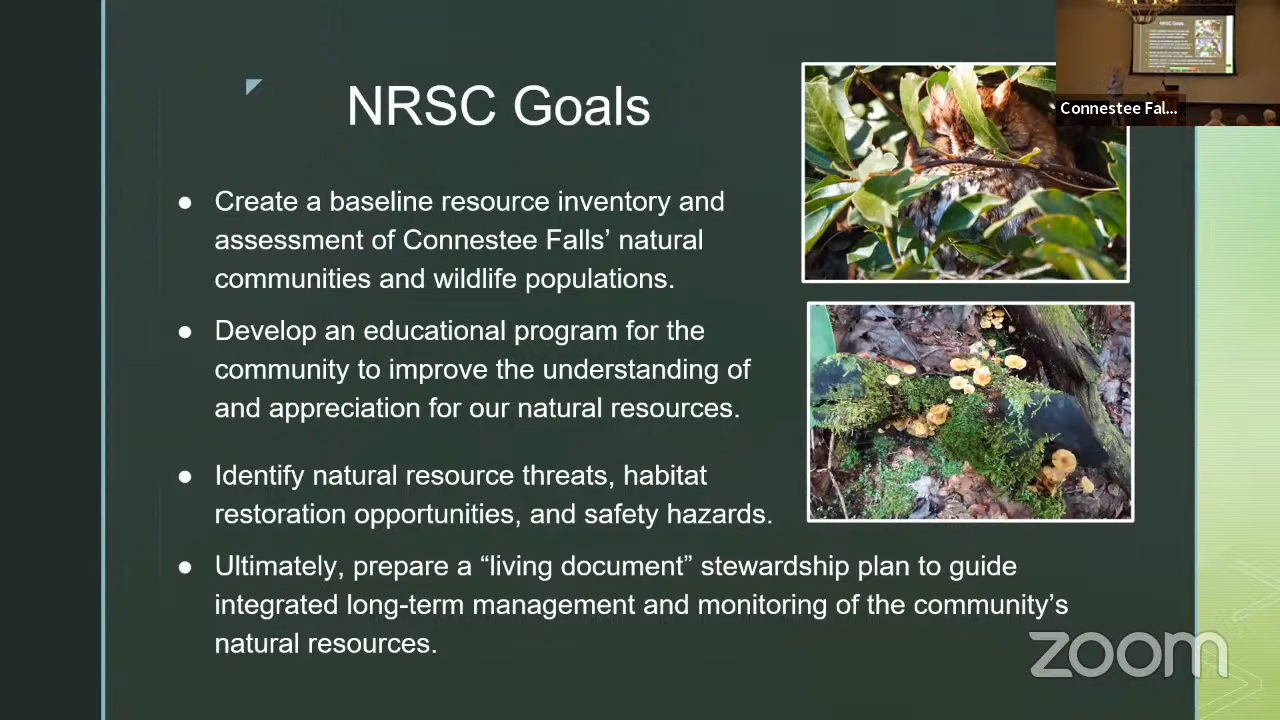 NRSC Goals
Connestee Fal...
● Create a baseline resource inventory and
assessment of Connestee Falls’ natural
communities and wildlife populations.
● Develop an educational program for the
community to improve the understanding of
and appreciation for our natural resources.
● Identify natural resource threats, habitat
restoration opportunities, and safety hazards.
● Ultimately, prepare a “living document” stewardship plan to guide
integrated long-term management and monitoring of the community’s
natural resources.
zoom